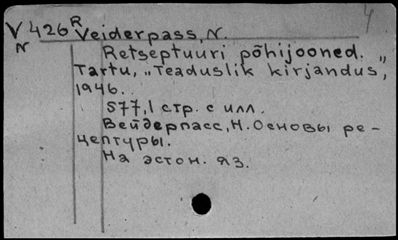 4
V 426 R Veiderpass, N.
N
Retseptuuri põhijooned.
Tartu, „Teaduslik kirjandus,"
1946.
577,1 стр. с илл.
Вейдерпасс, Н. Основы ре-
цептуры.
На эстон. яз.